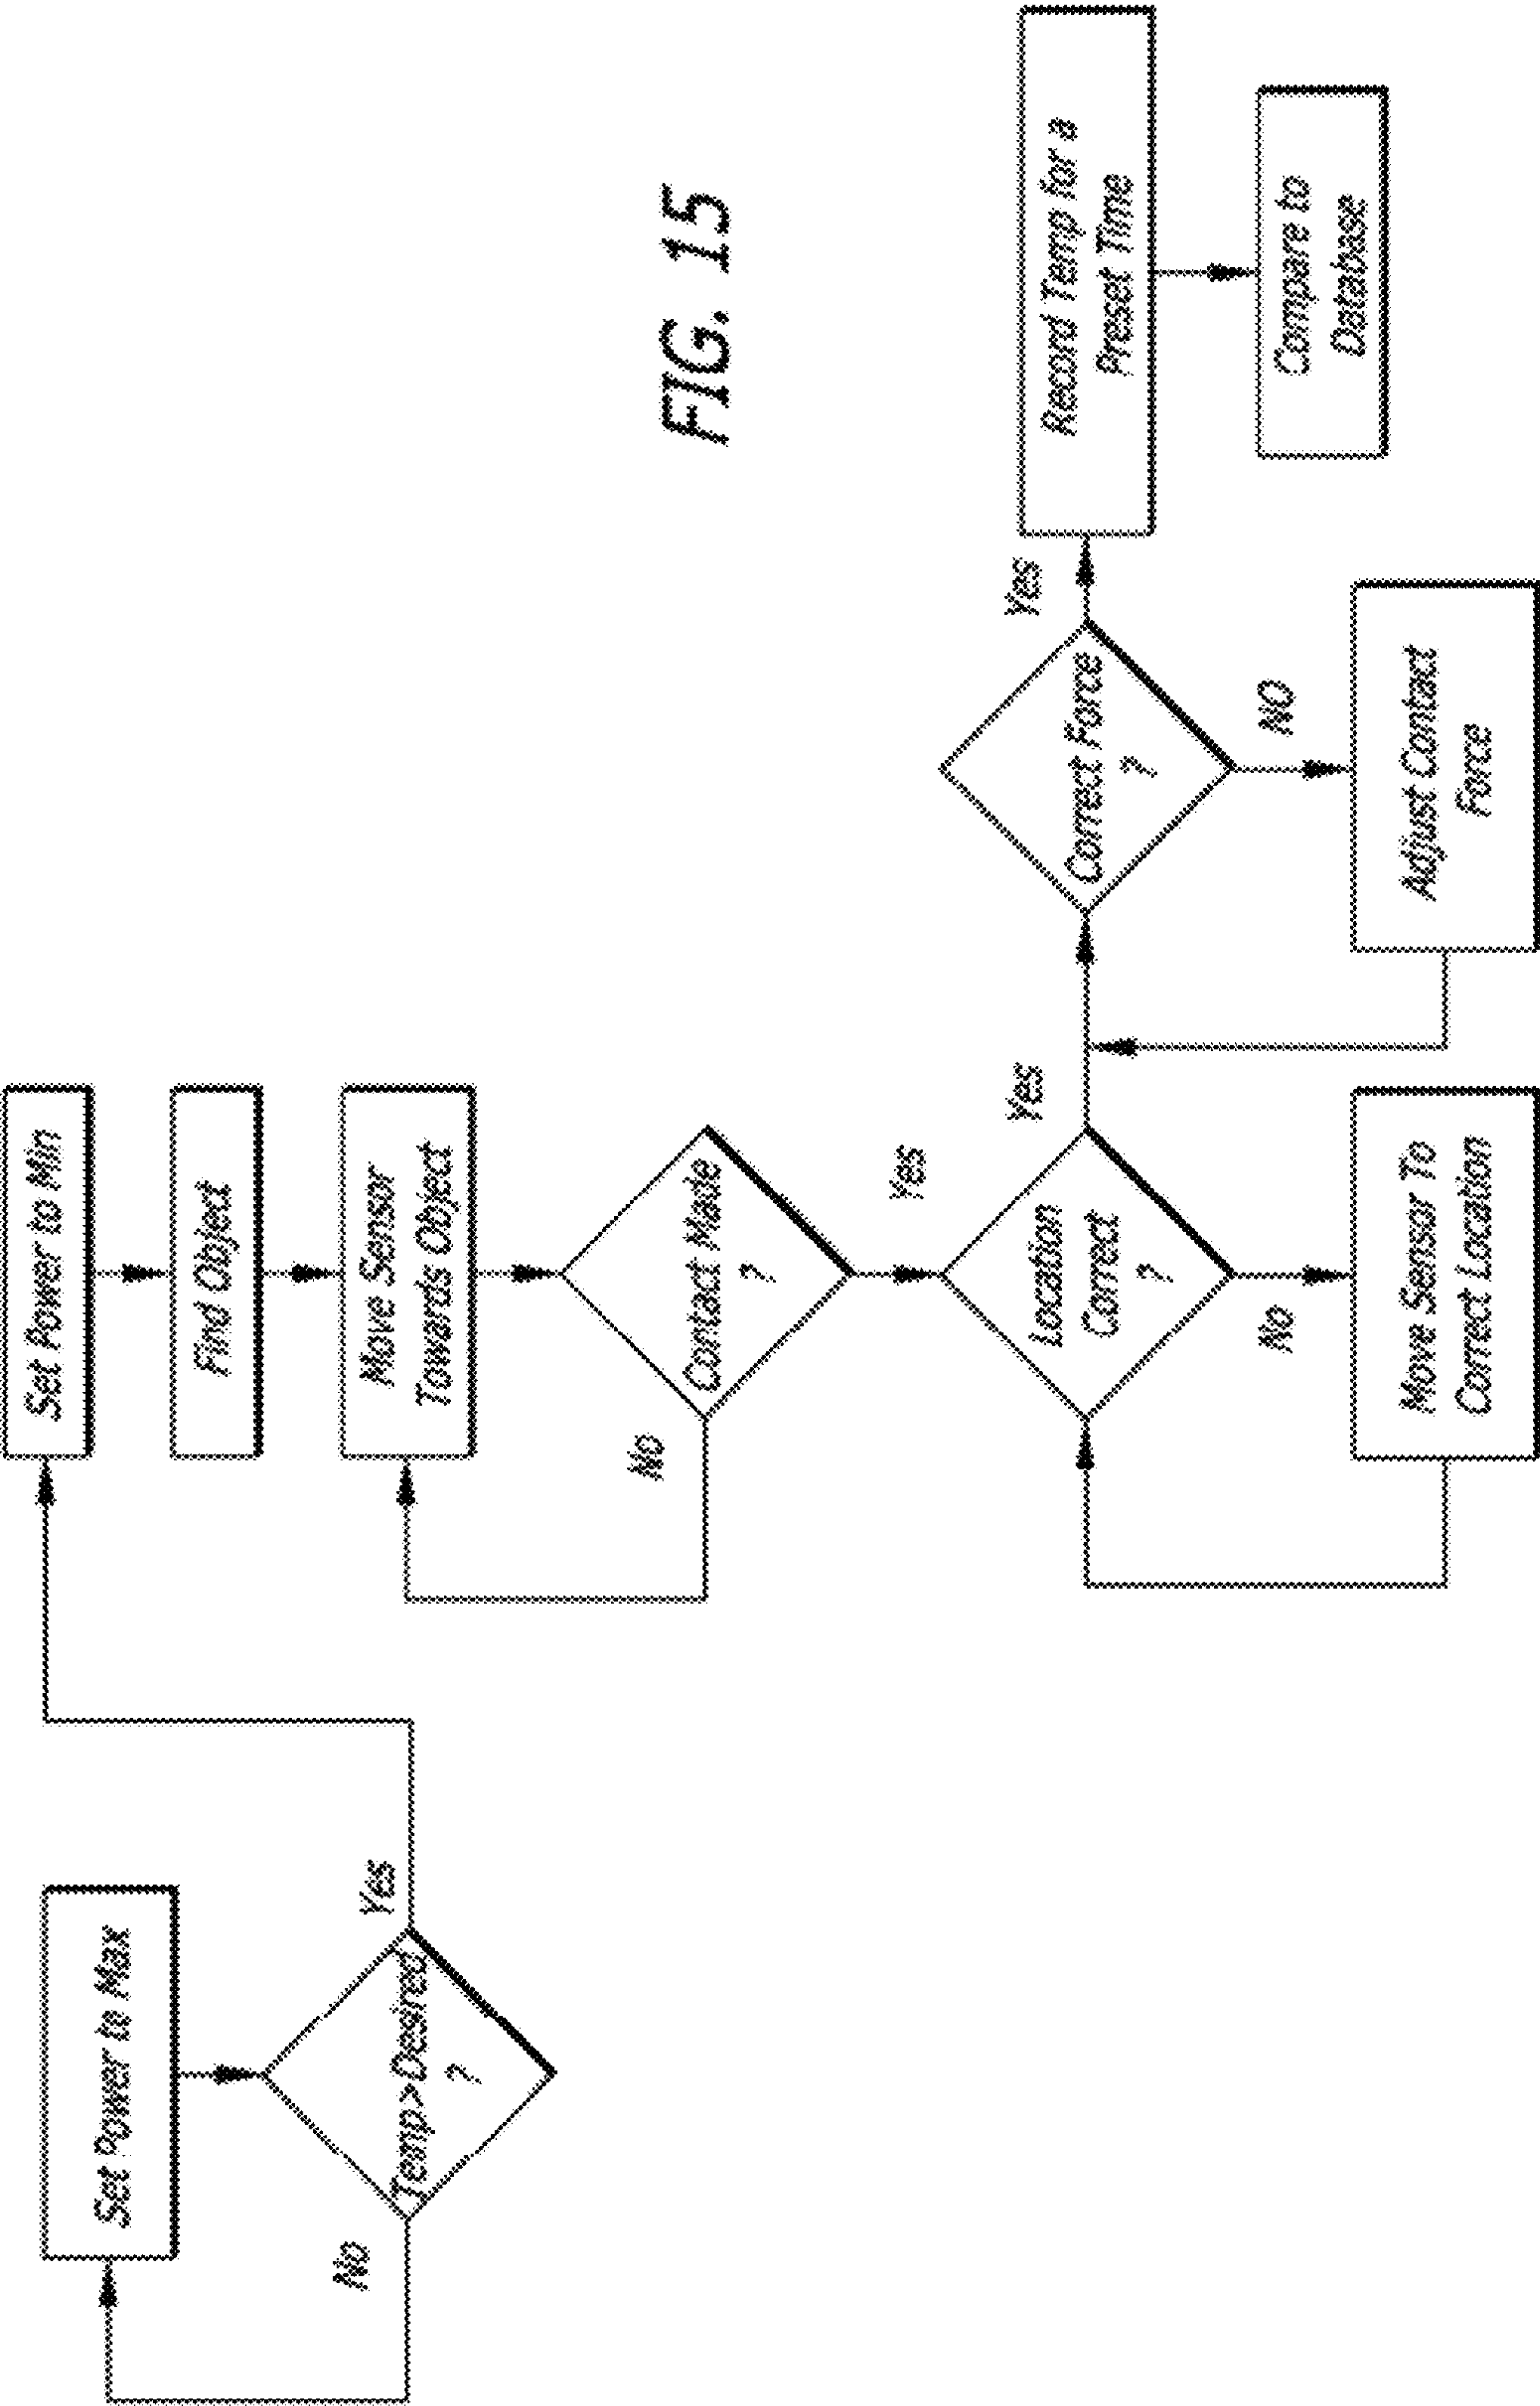 Set Power to Max
Temp>Desired
?
No
Yes
Set Power to Min
Find Object
Move Sensor
Towards Object
Contact Made
?
No
Yes
Location
Correct
?
No
Yes
Move Sensor To
Correct Location
Correct Force
?
NO
Yes
Adjust Contact
Force
Record Temp for a
Preset Time
Compare to
Database
FIG. 15